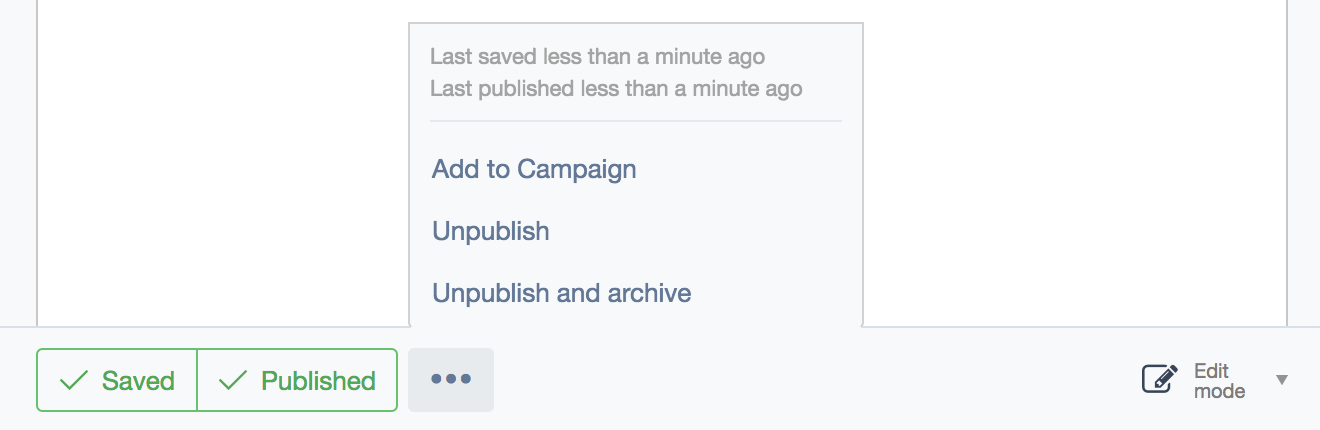 Last saved less than a minute ago
Last published less than a minute ago
Add to Campaign
Unpublish
Unpublish and archive
Saved
Published
Edit
mode